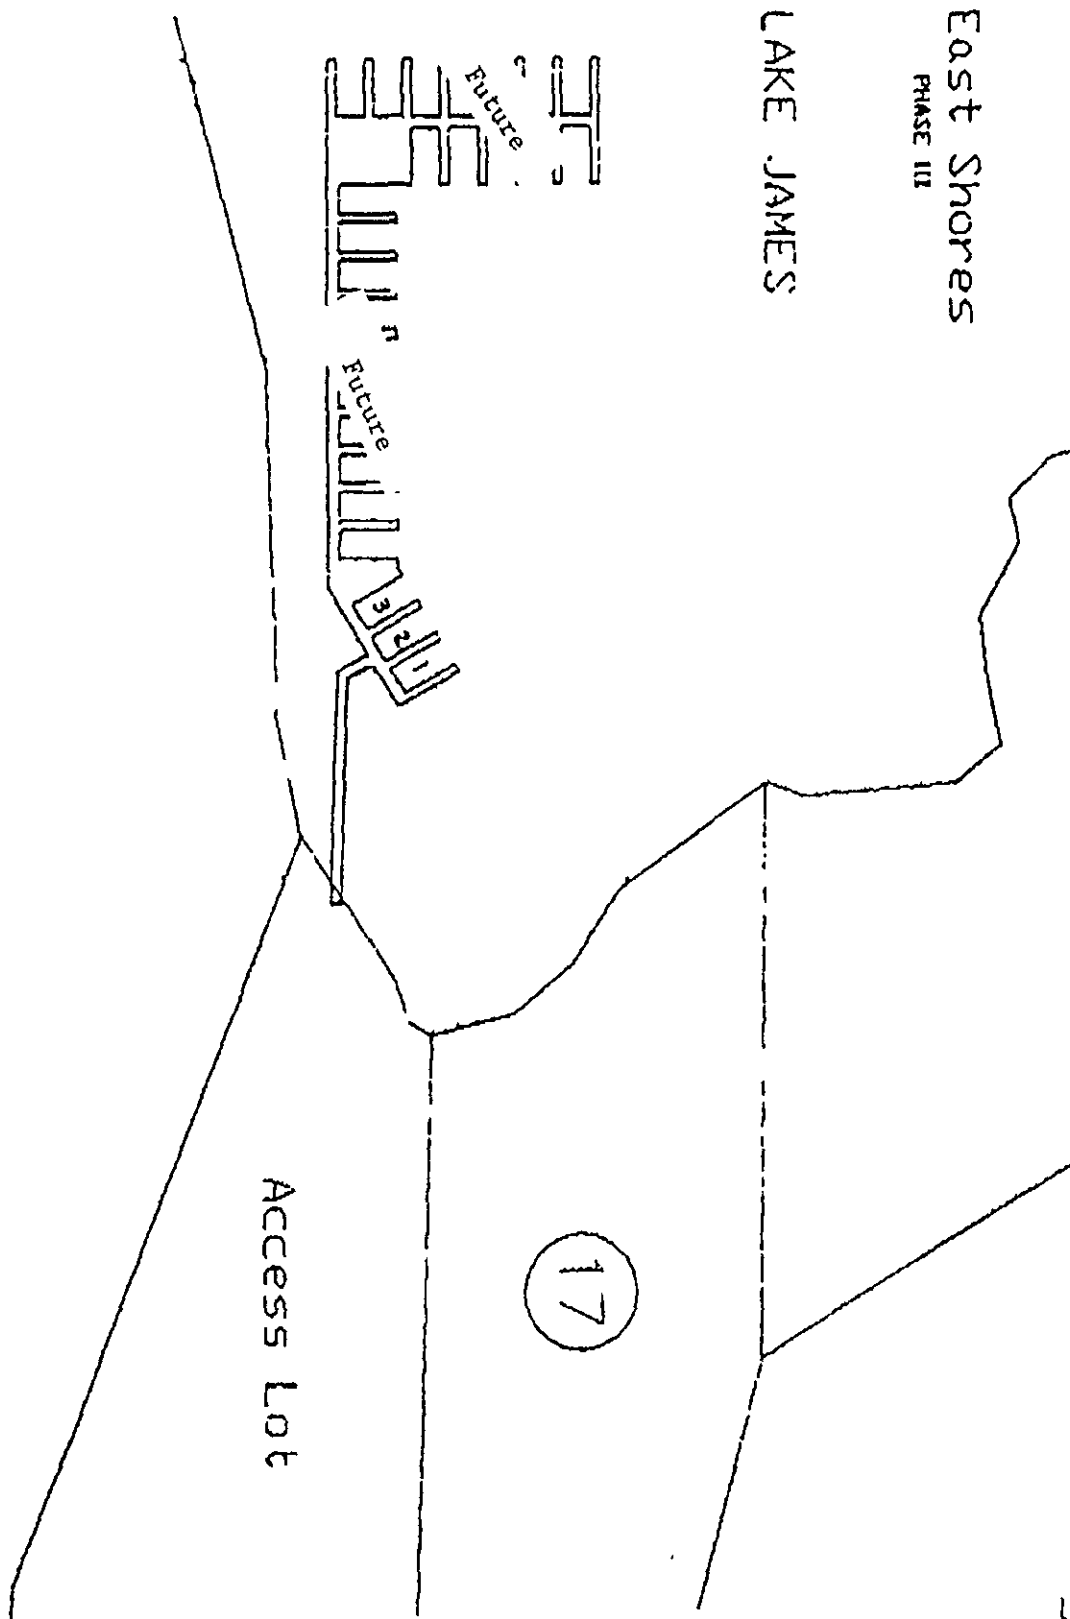 East Shores
PHASE III
LAKE JAMES
Future
Future
3
2
1
17
Access Lot